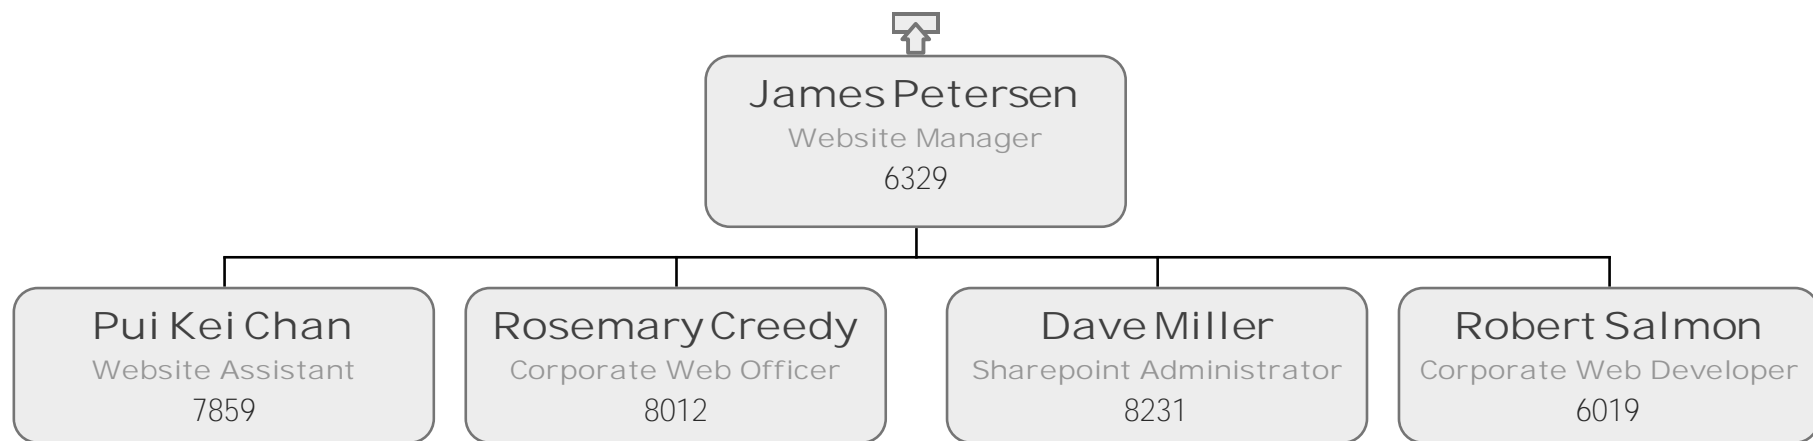 James Petersen
Website Manager
6329
Pui Kei Chan
Website Assistant
7859
Rosemary Creedy
Corporate Web Officer
8012
Dave Miller
Sharepoint Administrator
8231
Robert Salmon
Corporate Web Developer
6019